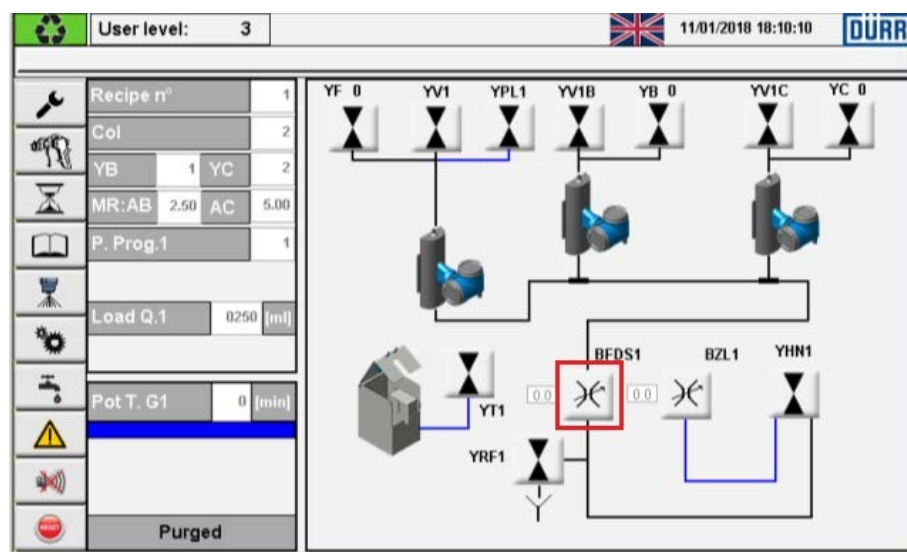 User level: 3
11/01/2018 18:10:10
DÜRR
Recipe n° 1
Col 2
YB 1 YC 2
MR:AB 2.50 AC 5.00
P. Prog.1 1
Load Q.1 0250 [ml]
Pot T. G1 0 [min]
Purged
YF 0 YV1 YPL1 YV1B YB 0 YV1C YC 0
BFDS1 BZL1 YHN1
0.0 0.0
YT1
YRF1
RESET